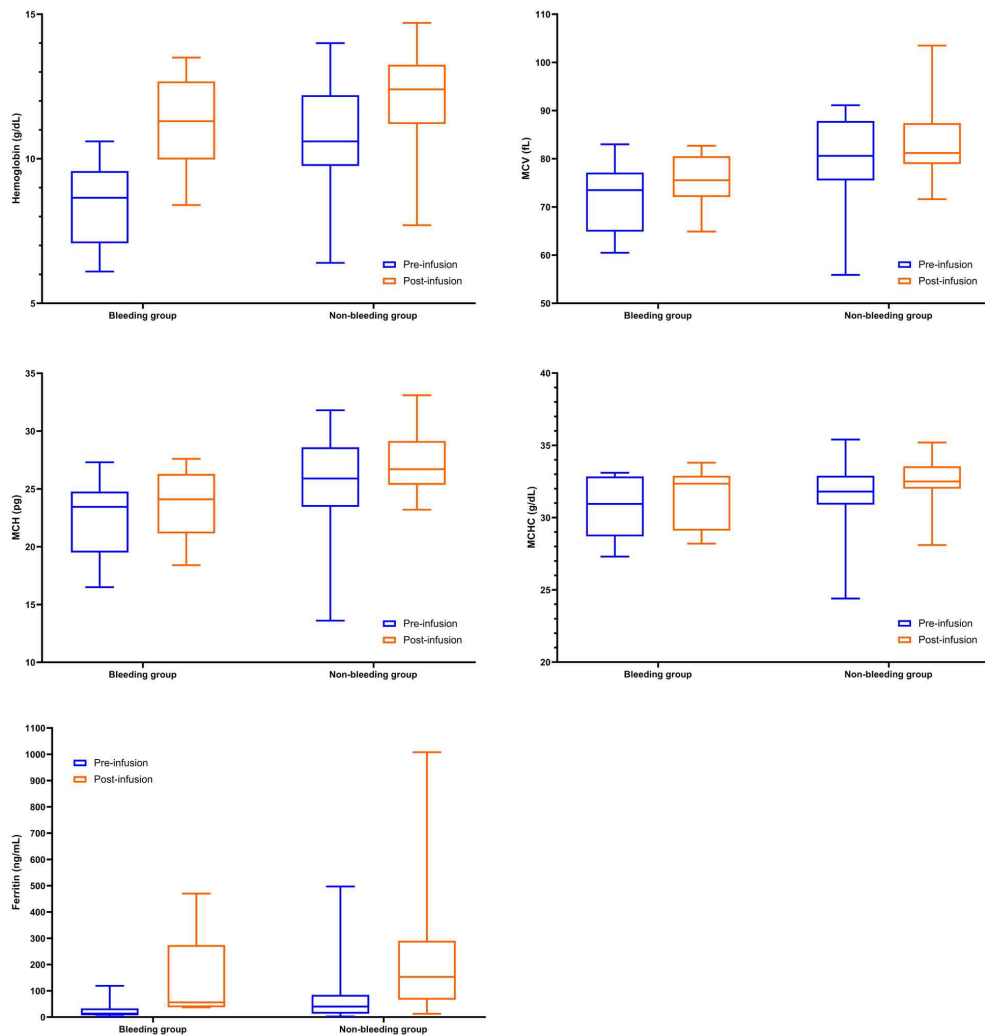 Hemoglobin (g/dL)
15
10
5
Pre-infusion
Post-infusion
Bleeding group
Non-bleeding group
MCV (fL)
110
100
90
80
70
60
50
Pre-infusion
Post-infusion
Bleeding group
Non-bleeding group
MCH (pg)
35
30
25
20
15
10
Pre-infusion
Post-infusion
Bleeding group
Non-bleeding group
MCHC (g/dL)
40
35
30
25
20
Pre-infusion
Post-infusion
Bleeding group
Non-bleeding group
Ferritin (ng/mL)
1100
1000
900
800
700
600
500
400
300
200
100
0
Pre-infusion
Post-infusion
Bleeding group
Non-bleeding group